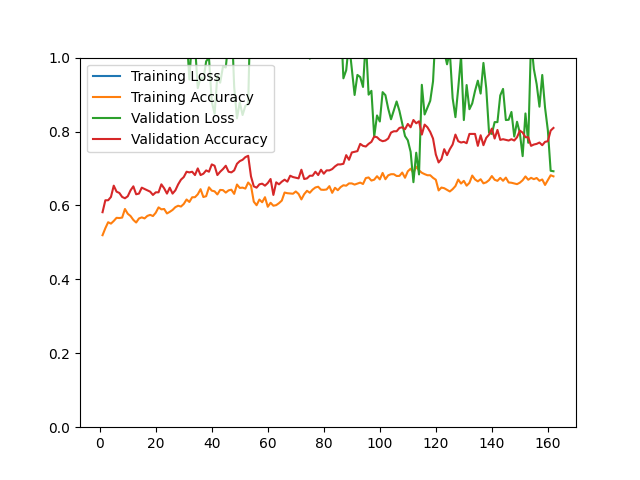 1.0
0.8
0.6
0.4
0.2
0.0
Training Loss
Training Accuracy
Validation Loss
Validation Accuracy
0 20 40 60 80 100 120 140 160